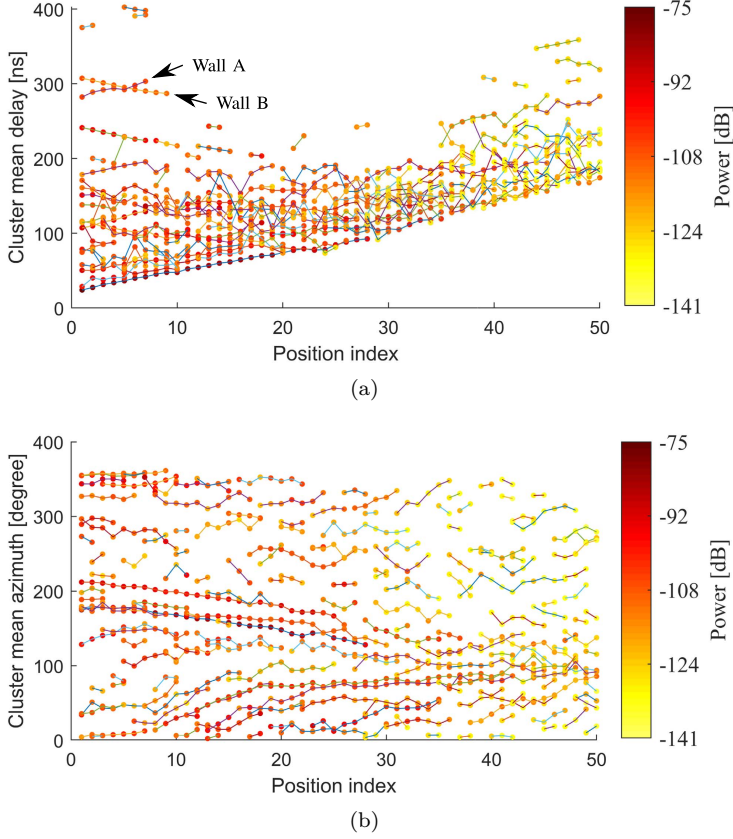 400
300
200
100
0
Cluster mean delay [ns]
Wall A
Wall B
0 10 20 30 40 50
Position index
-75
-92
-108
-124
-141
Power [dB]
(a)
400
300
200
100
0
Cluster mean azimuth [degree]
0 10 20 30 40 50
Position index
-75
-92
-108
-124
-141
Power [dB]
(b)